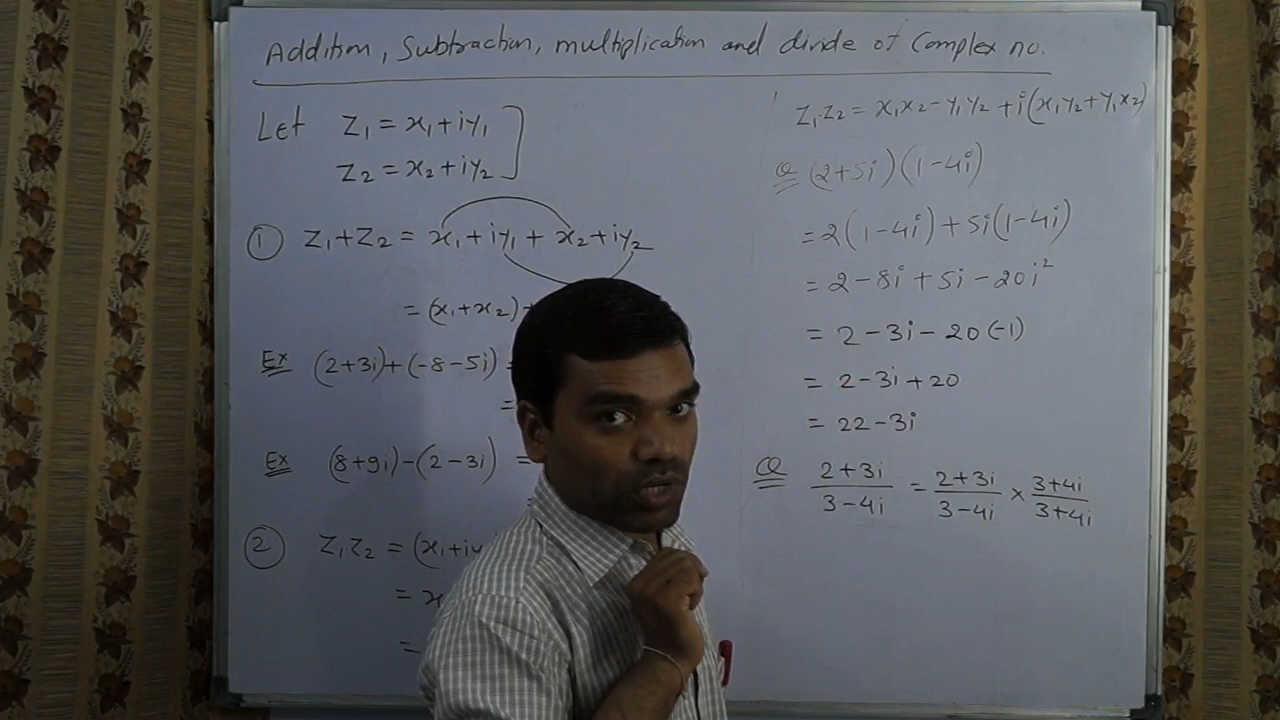 Addition, Subtraction, multiplication and divide of Complex no.
Let z₁ = x₁+iy₁
z₂ = x₂+iy₂
① z₁+z₂ = x₁+iy₁ + x₂+iy₂
= (x₁+x₂)+
Ex (2+3i)+(-8-5i) =
=
Ex (8+9i)-(2-3i) =
② z₁z₂ = (x₁+iy
= x
=
z₁.z₂ = x₁x₂-y₁y₂+i(x₁y₂+y₁x₂)
Q (2+5i)(1-4i)
= 2(1-4i)+5i(1-4i)
= 2-8i+5i-20i²
= 2-3i-20(-1)
= 2-3i+20
= 22-3i
Q (2+3i)/(3-4i) = (2+3i)/(3-4i) × (3+4i)/(3+4i)